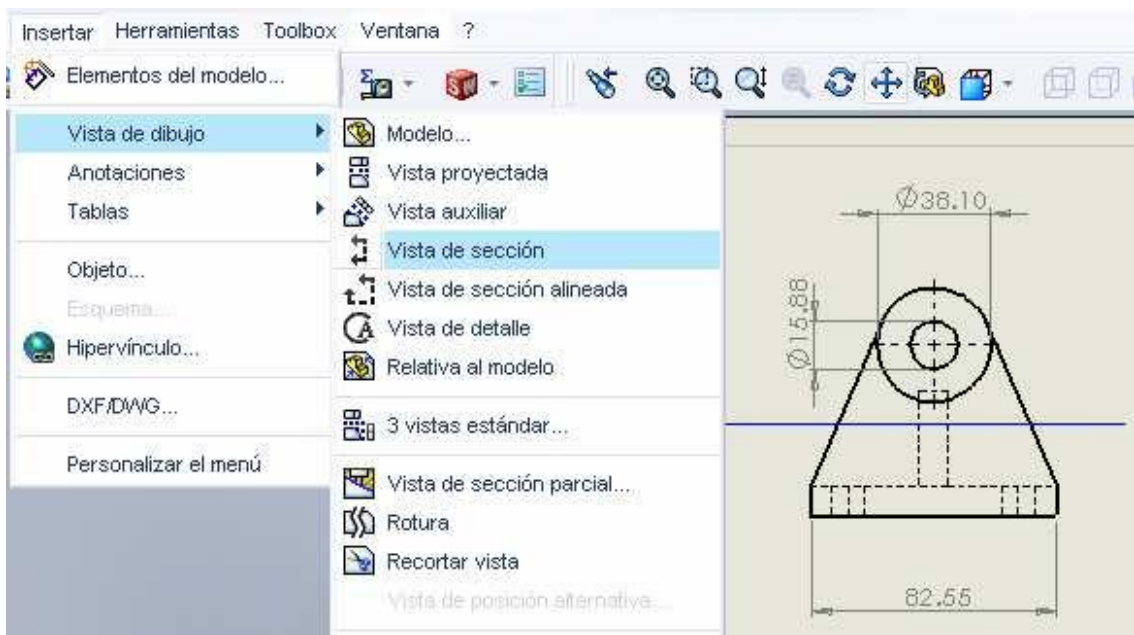 Insertar Herramientas Toolbox Ventana ?
Elementos del modelo...
Vista de dibujo
Anotaciones
Tablas
Objeto...
Esquema...
Hipervínculo...
DXF/DWG...
Personalizar el menú
Modelo...
Vista proyectada
Vista auxiliar
Vista de sección
Vista de sección alineada
Vista de detalle
Relativa al modelo
3 vistas estándar...
Vista de sección parcial...
Rotura
Recortar vista
Vista de posición alternativa...
Ø38.10
Ø15.88
82.55